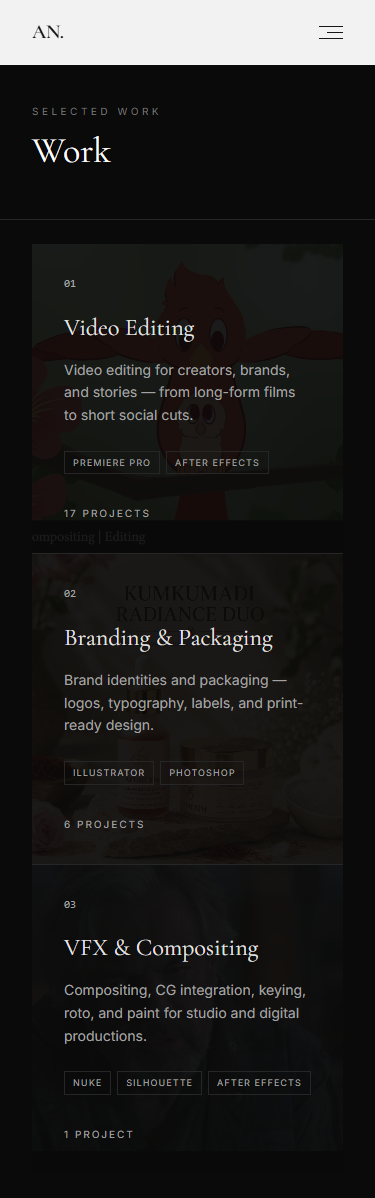 AN.
SELECTED WORK
Work
01
Video Editing
Video editing for creators, brands,
and stories — from long-form films
to short social cuts.
PREMIERE PRO
AFTER EFFECTS
17 PROJECTS
ompositing | Editing
02
KUMKUMADI
RADIANCE DUO
Branding & Packaging
Brand identities and packaging —
logos, typography, labels, and print-
ready design.
ILLUSTRATOR
PHOTOSHOP
6 PROJECTS
03
VFX & Compositing
Compositing, CG integration, keying,
roto, and paint for studio and digital
productions.
NUKE
SILHOUETTE
AFTER EFFECTS
1 PROJECT